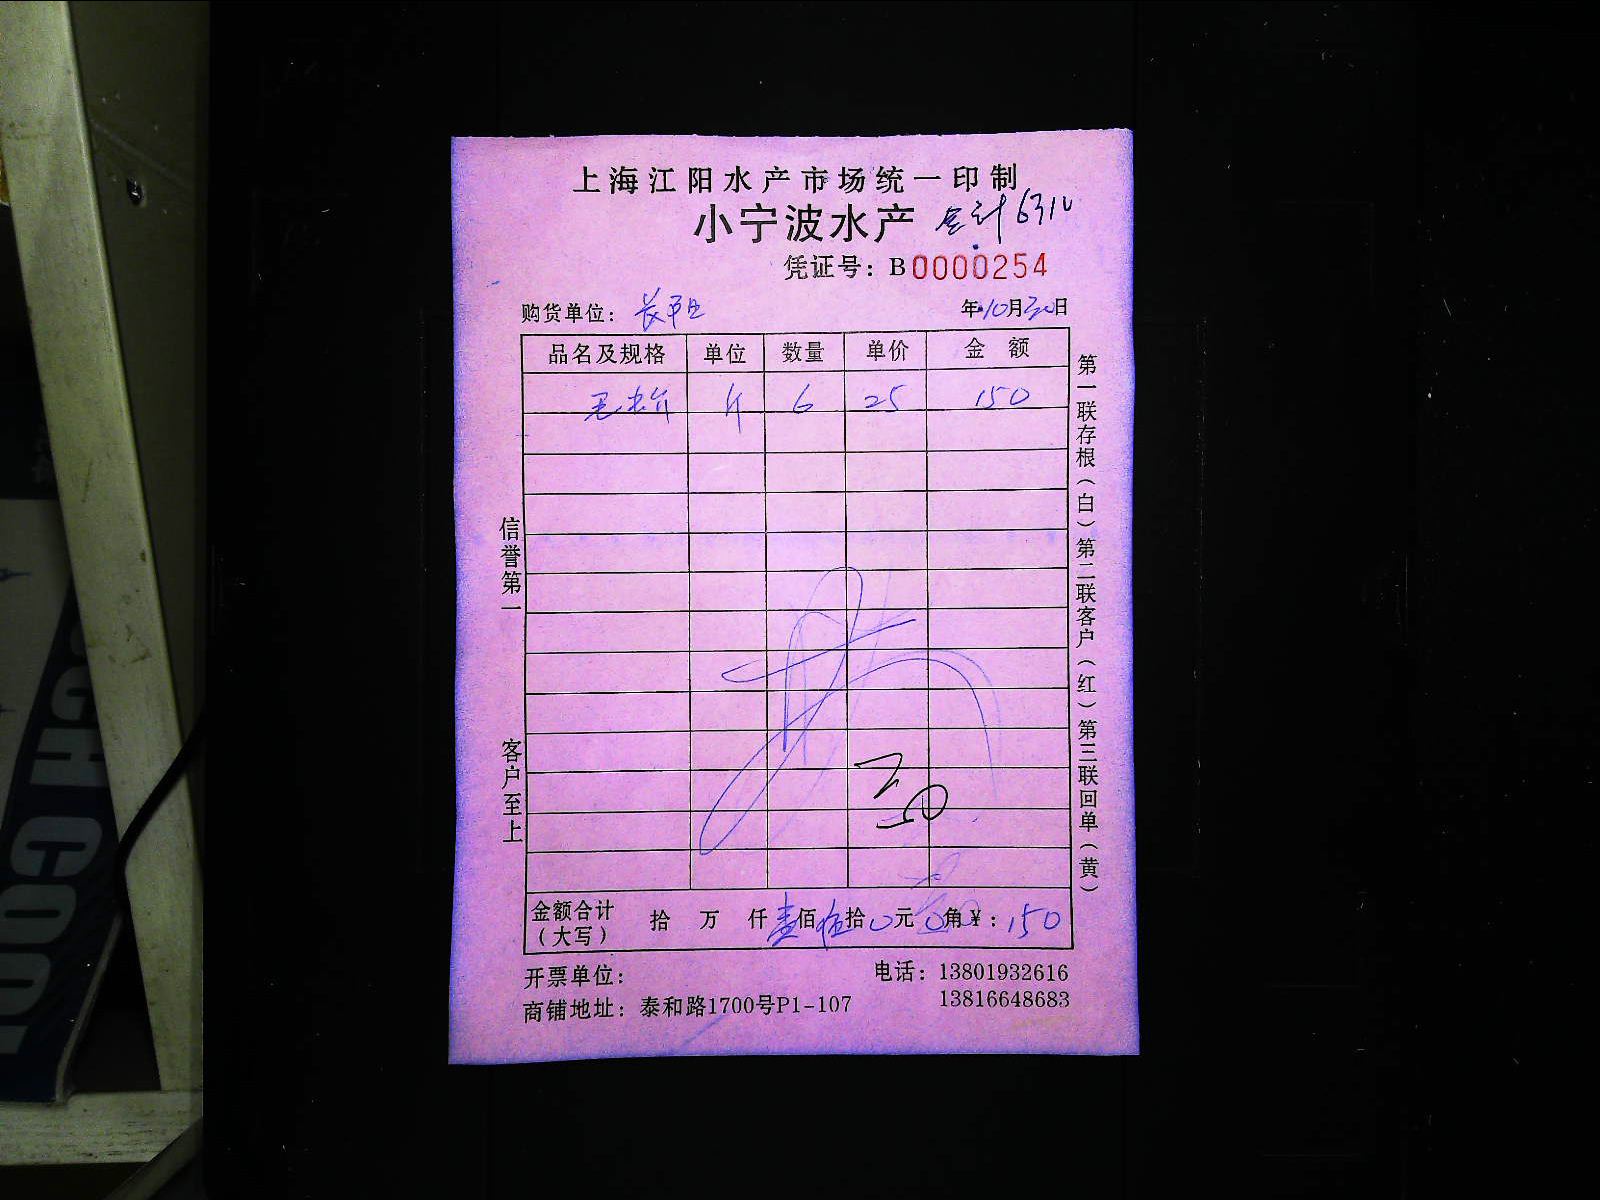 上海江阳水产市场统一印制
小宁波水产
合计631
凭证号：B0000254
购货单位：
年10月30日
品名及规格 单位 数量 单价 金额
斤 6 25 150
信誉第一
客户至上
第一联存根（白）第二联客户（红）第三联回单（黄）
金额合计（大写） 拾 万 仟壹佰伍拾0元0角￥：150
开票单位：
电话：13801932616
13816648683
商铺地址：泰和路1700号P1-107